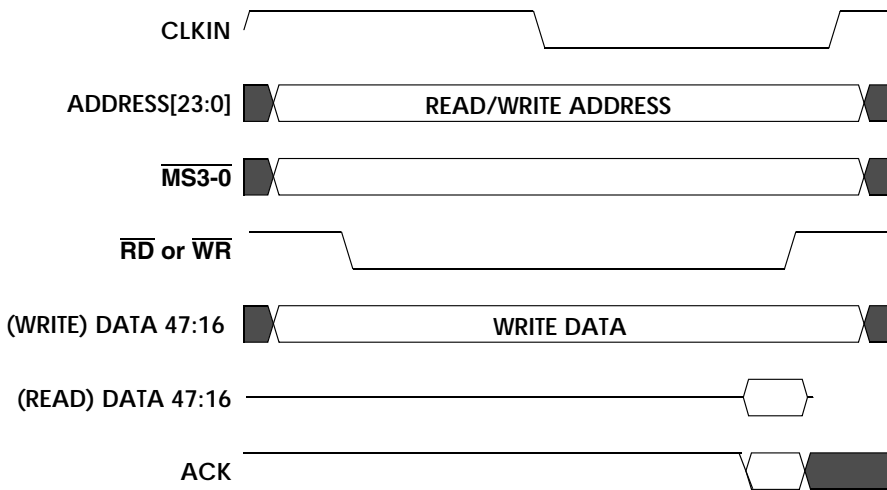 CLKIN
ADDRESS[23:0] READ/WRITE ADDRESS
MS3-0
RD or WR
(WRITE) DATA 47:16 WRITE DATA
(READ) DATA 47:16
ACK